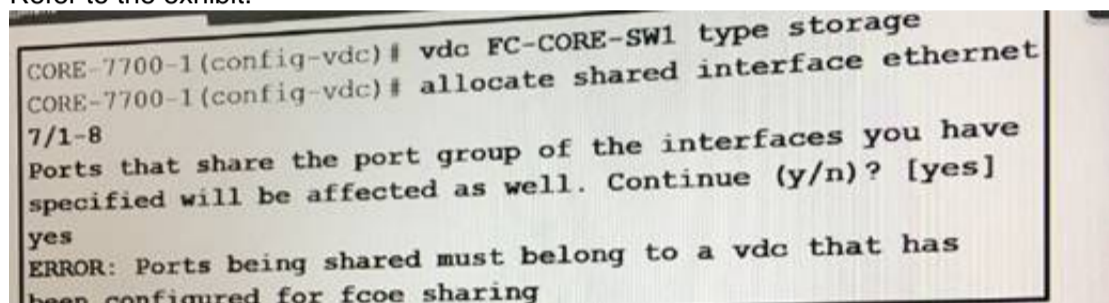 Refer to the exhibit.
CORE-7700-1(config-vdc)# vdc FC-CORE-SW1 type storage
CORE-7700-1(config-vdc)# allocate shared interface ethernet
7/1-8
Ports that share the port group of the interfaces you have
specified will be affected as well. Continue (y/n)? [yes]
yes
ERROR: Ports being shared must belong to a vdc that has
been configured for fcoe sharing